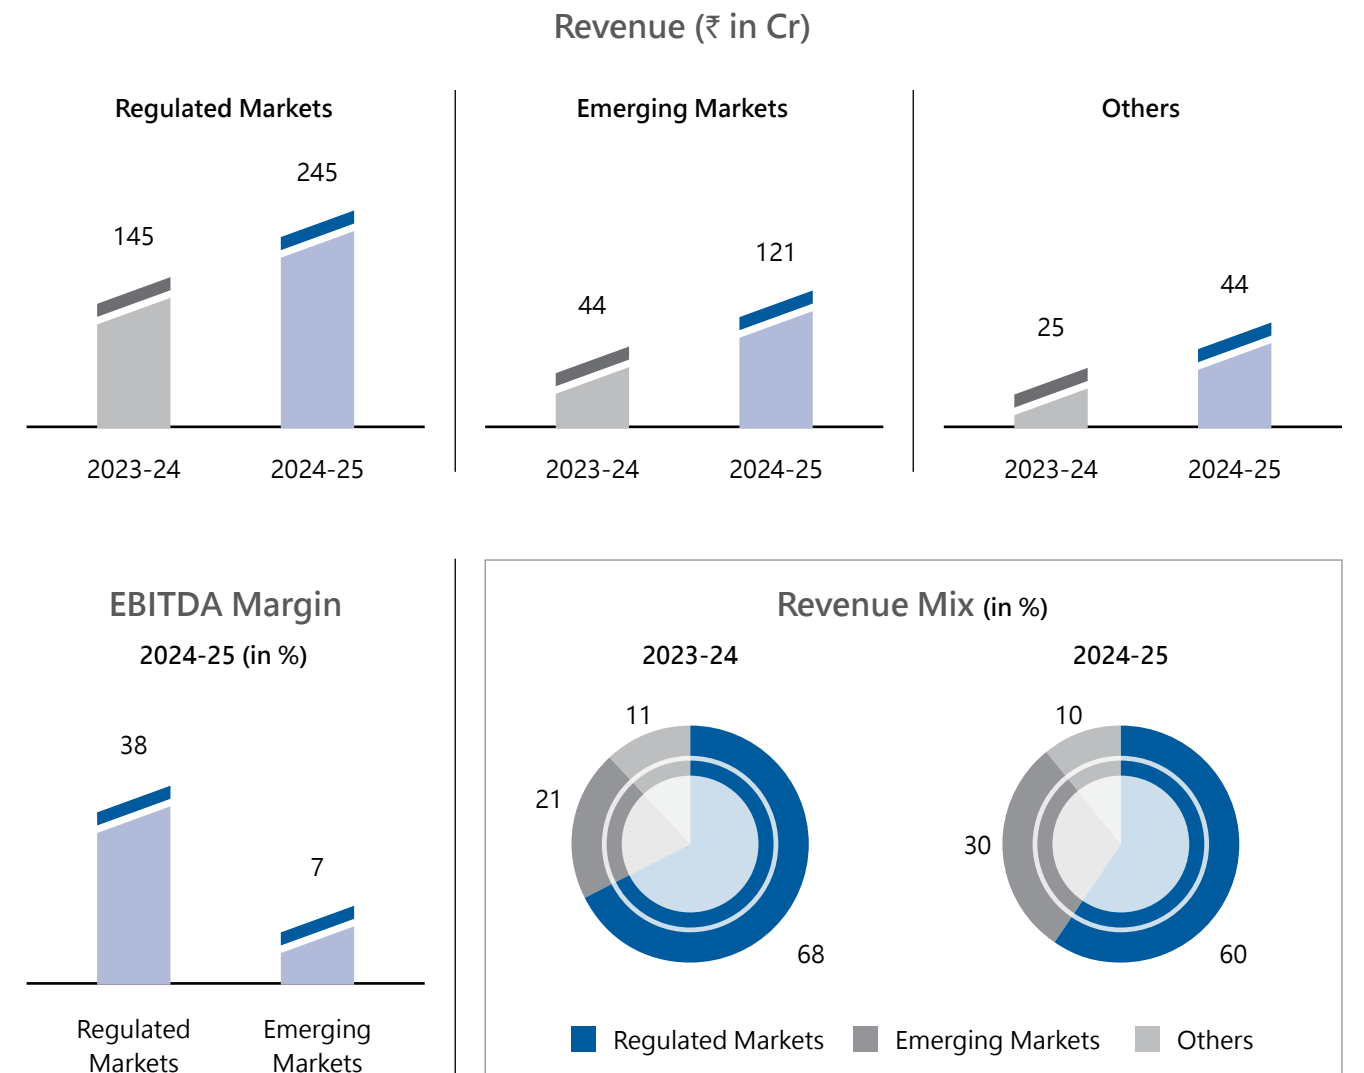 Revenue (₹ in Cr)
Regulated Markets
245
145
2023-24 2024-25
Emerging Markets
121
44
2023-24 2024-25
Others
44
25
2023-24 2024-25
EBITDA Margin
2024-25 (in %)
38
7
Regulated
Markets
Emerging
Markets
Revenue Mix (in %)
2023-24
11
21
68
2024-25
10
30
60
Regulated Markets Emerging Markets Others